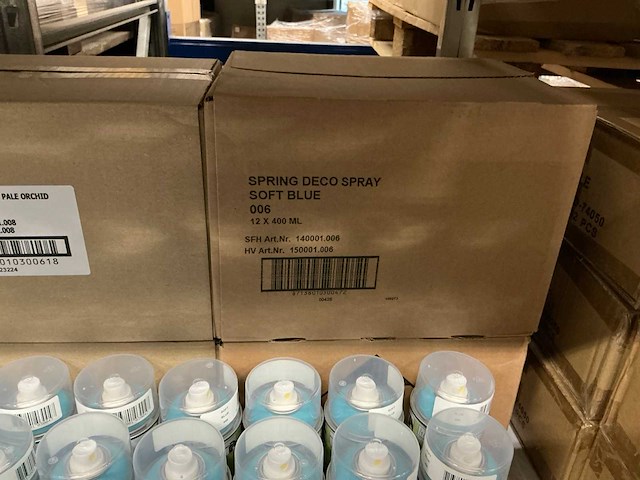 PALE ORCHID
.008
.008
010300618
23224
SPRING DECO SPRAY
SOFT BLUE
006
12 X 400 ML
SFH Art.Nr. 140001.006
HV Art.Nr. 150001.006